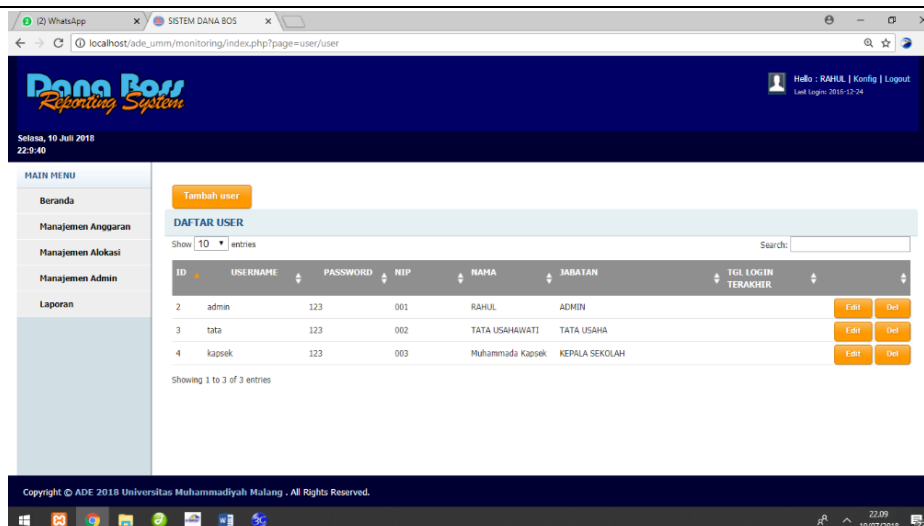 (2) WhatsApp
SISTEM DANA BOS
localhost/ade_umm/monitoring/index.php?page=user/user
Dana Boss
Reporting System
Hello : RAHUL | Konfig | Logout
Last Login: 2016-12-24
Selasa, 10 Juli 2018
22:9:40
MAIN MENU
Beranda
Manajemen Anggaran
Manajemen Alokasi
Manajemen Admin
Laporan
Tambah user
DAFTAR USER
Show 10 entries
Search:
ID USERNAME PASSWORD NIP NAMA JABATAN TGL LOGIN TERAKHIR
2 admin 123 001 RAHUL ADMIN Edit Del
3 tata 123 002 TATA USAHAWATI TATA USAHA Edit Del
4 kapsek 123 003 Muhammada Kapsek KEPALA SEKOLAH Edit Del
Showing 1 to 3 of 3 entries
Copyright © ADE 2018 Universitas Muhammadiyah Malang . All Rights Reserved.
22.09
10/07/2018